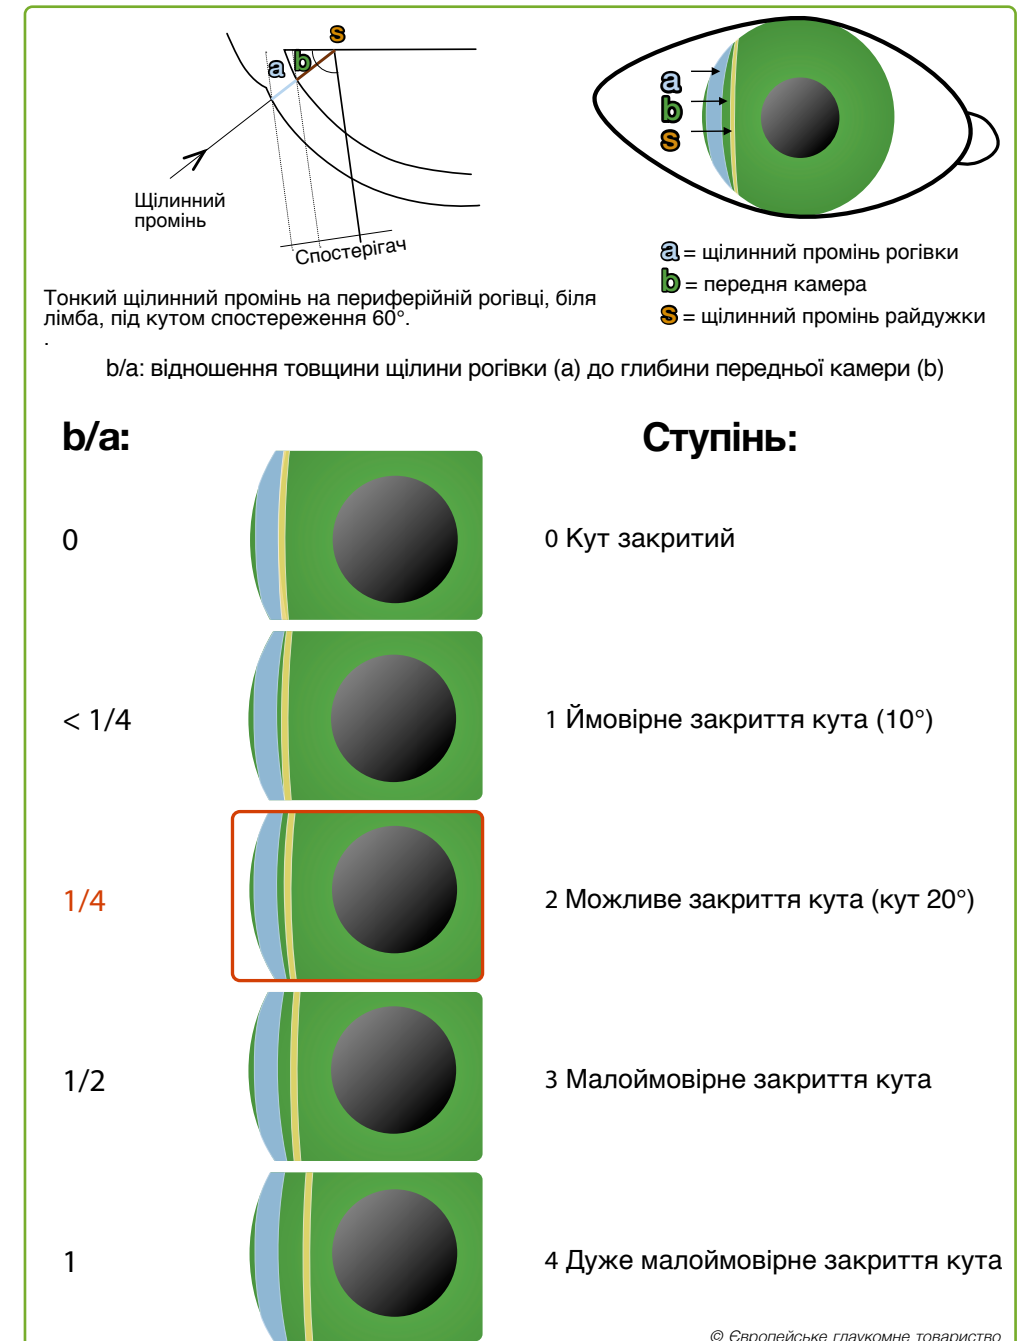 s
a b
Щілинний
промінь
Спостерігач
a
b
s
a = щілинний промінь рогівки
b = передня камера
s = щілинний промінь райдужки
Тонкий щілинний промінь на периферійній рогівці, біля
лімба, під кутом спостереження 60°.
.
b/a: відношення товщини щілини рогівки (a) до глибини передньої камери (b)
b/a: Ступінь:
0 0 Кут закритий
< 1/4 1 Ймовірне закриття кута (10°)
1/4 2 Можливе закриття кута (кут 20°)
1/2 3 Малоймовірне закриття кута
1 4 Дуже малоймовірне закриття кута
© Європейське глаукомне товариство